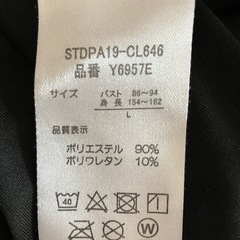 STDPA19-CL646
品番 Y6957E
サイズ バスト 86～94
身長 154～162
L
品質表示
ポリエステル 90%
ポリウレタン 10%
40
W